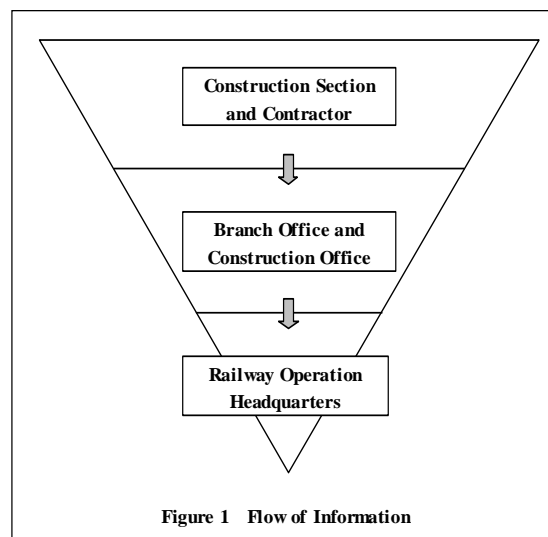 Construction Section
and Contractor
Branch Office and
Construction Office
Railway Operation
Headquarters
Figure 1 Flow of Information